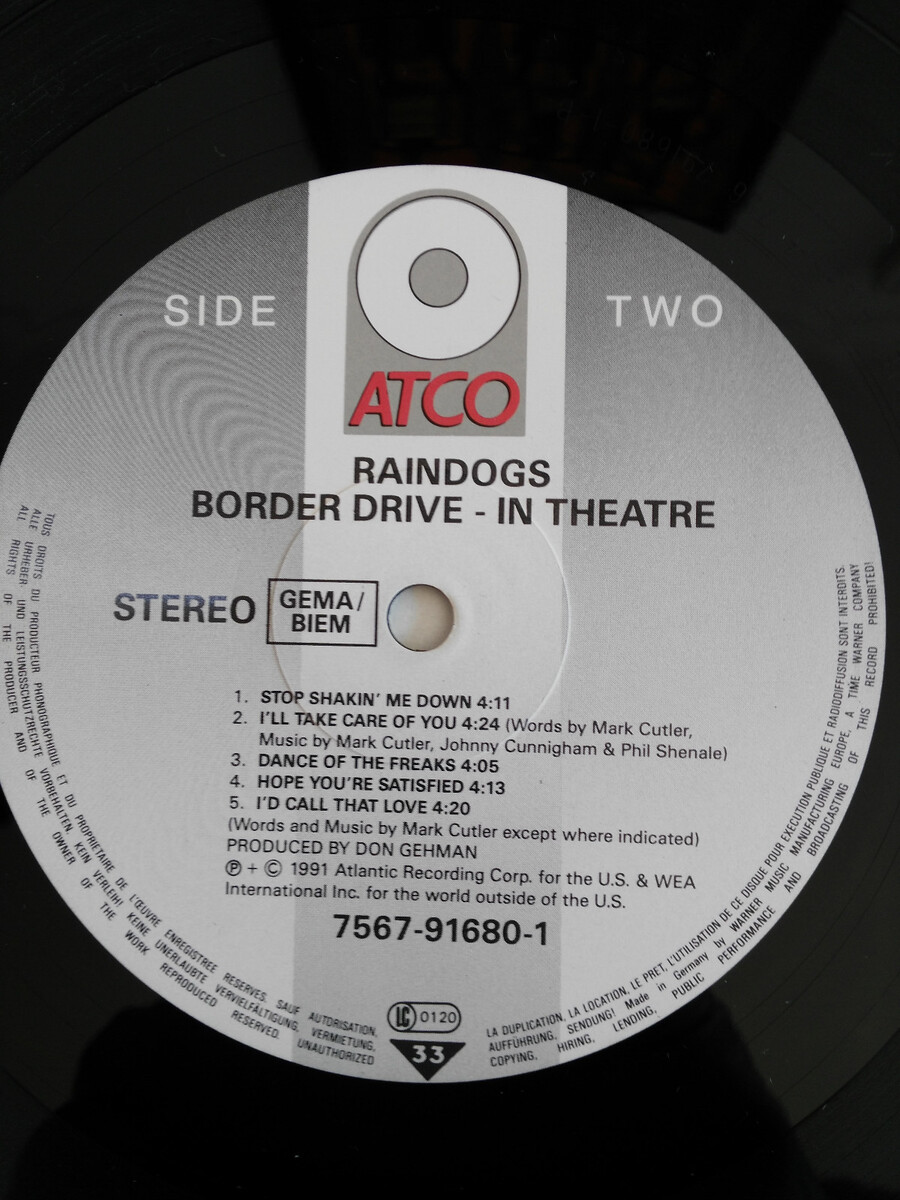 SIDE TWO
ATCO
RAINDOGS
BORDER DRIVE - IN THEATRE
STEREO
GEMA/
BIEM
1. STOP SHAKIN' ME DOWN 4:11
2. I'LL TAKE CARE OF YOU 4:24 (Words by Mark Cutler,
Music by Mark Cutler, Johnny Cunnigham & Phil Shenale)
3. DANCE OF THE FREAKS 4:05
4. HOPE YOU'RE SATISFIED 4:13
5. I'D CALL THAT LOVE 4:20
(Words and Music by Mark Cutler except where indicated)
PRODUCED BY DON GEHMAN
℗ + © 1991 Atlantic Recording Corp. for the U.S. & WEA
International Inc. for the world outside of the U.S.
7567-91680-1
LC 0120
33
TOUS DROITS DU PRODUCTEUR PHONOGRAPHIQUE ET DU PROPRIETAIRE DE L'ŒUVRE ENREGISTREE RESERVES. SAUF AUTORISATION, LA DUPLICATION, LA LOCATION, LE PRET, L'UTILISATION DE CE DISQUE POUR EXECUTION PUBLIQUE ET RADIODIFFUSION SONT INTERDITS.
ALLE URHEBER UND LEISTUNGSSCHUTZRECHTE VORBEHALTEN. KEIN VERLEIH! KEINE UNERLAUBTE VERVIELFÄLTIGUNG, VERMIETUNG, AUFFÜHRUNG, SENDUNG! Made in Germany by WARNER MUSIC MANUFACTURING EUROPE, A TIME WARNER COMPANY
ALL RIGHTS OF THE PRODUCER AND OF THE OWNER OF THE WORK REPRODUCED RESERVED. UNAUTHORIZED COPYING, HIRING, LENDING, PUBLIC PERFORMANCE AND BROADCASTING OF THIS RECORD PROHIBITED!